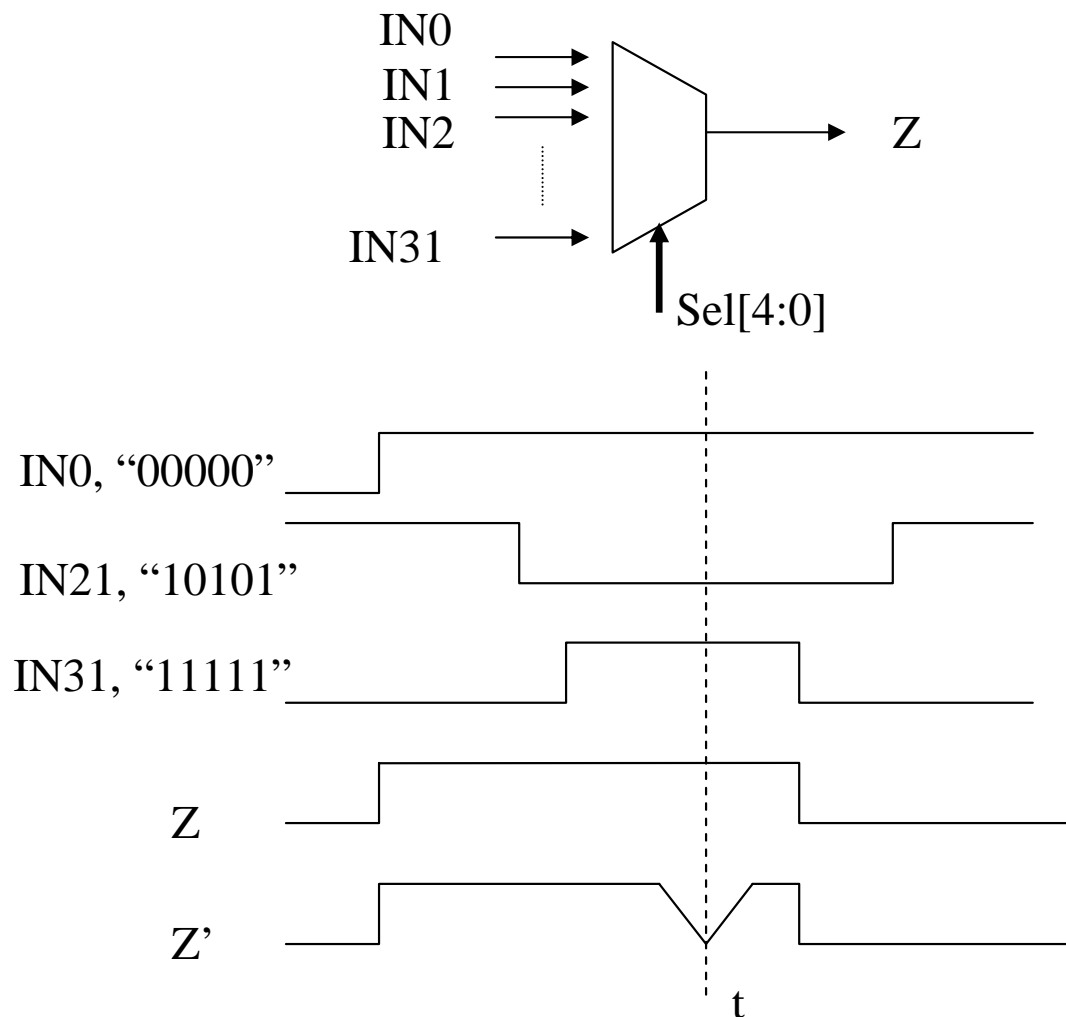 IN0
IN1
IN2
IN31
Z
Sel[4:0]
IN0, “00000”
IN21, “10101”
IN31, “11111”
Z
Z’
t